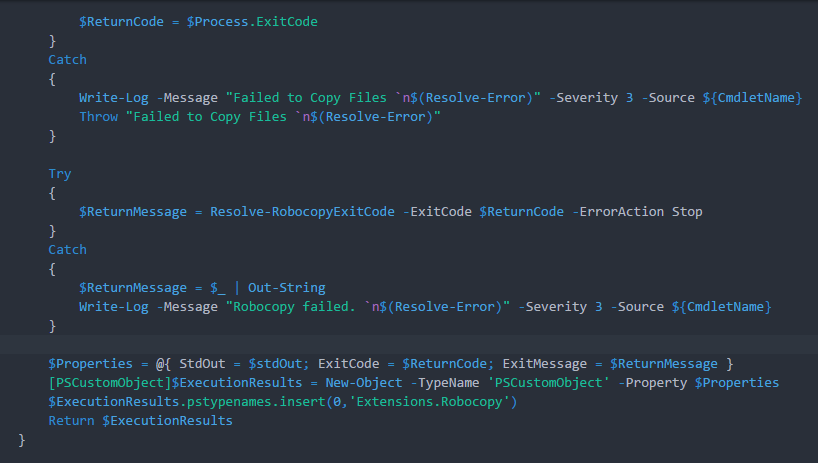 $ReturnCode = $Process.ExitCode
}
Catch
{
Write-Log -Message "Failed to Copy Files `n$(Resolve-Error)" -Severity 3 -Source ${CmdletName}
Throw "Failed to Copy Files `n$(Resolve-Error)"
}
Try
{
$ReturnMessage = Resolve-RobocopyExitCode -ExitCode $ReturnCode -ErrorAction Stop
}
Catch
{
$ReturnMessage = $_ | Out-String
Write-Log -Message "Robocopy failed. `n$(Resolve-Error)" -Severity 3 -Source ${CmdletName}
}
$Properties = @{ StdOut = $stdOut; ExitCode = $ReturnCode; ExitMessage = $ReturnMessage }
[PSCustomObject]$ExecutionResults = New-Object -TypeName 'PSCustomObject' -Property $Properties
$ExecutionResults.pstypenames.insert(0,'Extensions.Robocopy')
Return $ExecutionResults
}